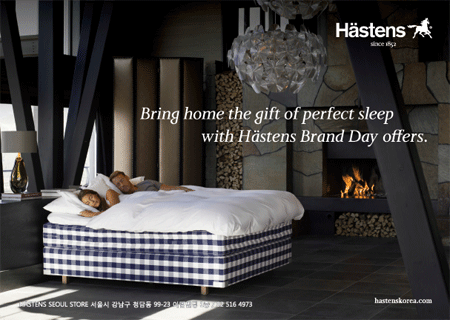 Hästens
since 1852
Bring home the gift of perfect sleep
with Hästens Brand Day offers.
HÄSTENS SEOUL STORE 서울시 강남구 청담동 99-23 516 4973
hastenskorea.com